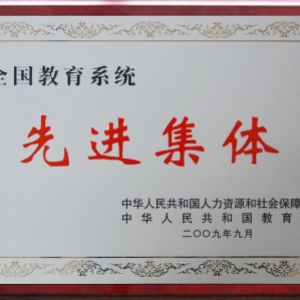 全国教育系统
先进集体
中华人民共和国人力资源和社会保障
中华人民共和国教育
二〇〇九年九月